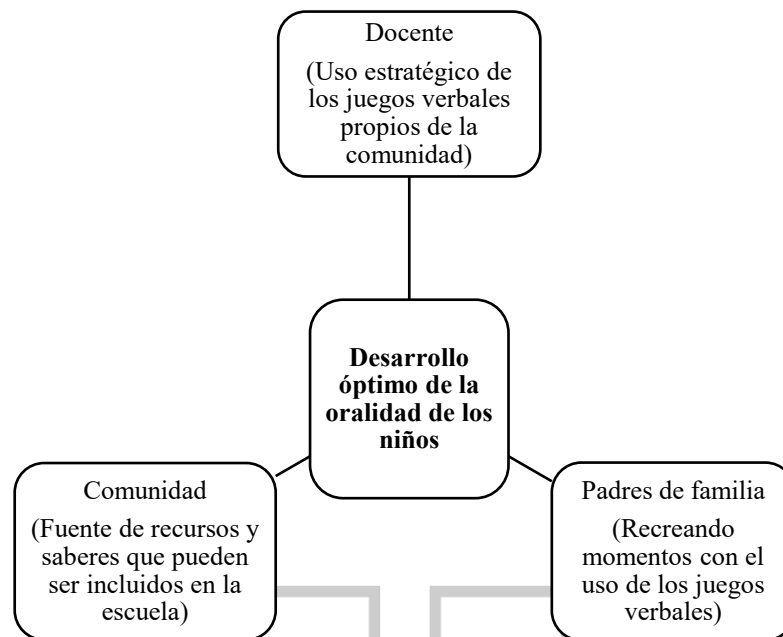 Docente
(Uso estratégico de
los juegos verbales
propios de la
comunidad)
Desarrollo
óptimo de la
oralidad de los
niños
Comunidad
(Fuente de recursos y
saberes que pueden
ser incluidos en la
escuela)
Padres de familia
(Recreando
momentos con el
uso de los juegos
verbales)